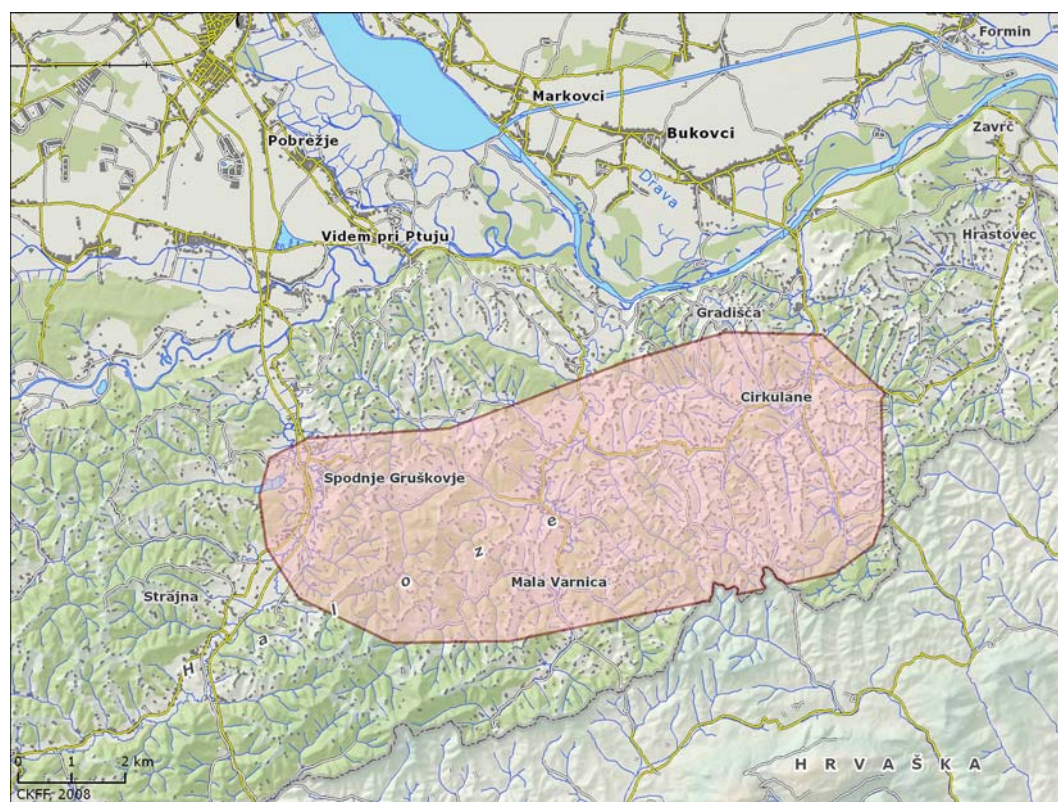 Formin
Markovci
Zavrč
Bukovci
Pobrežje
Drava
Hrastovec
Videm pri Ptuju
Gradišča
Cirkulane
Spodnje Gruškovje
Mala Varnica
Strajna
H a l o z e
HRVAŠKA
0 1 2 km
CKFF, 2008